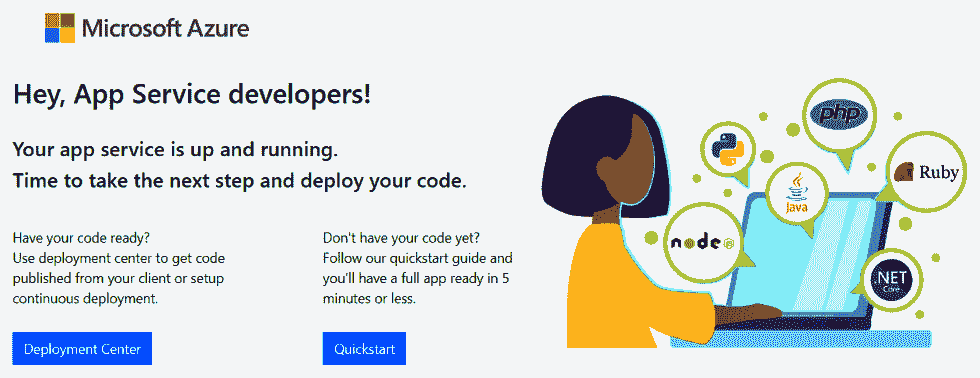 Microsoft Azure
Hey, App Service developers!
Your app service is up and running.
Time to take the next step and deploy your code.
Have your code ready?
Use deployment center to get code
published from your client or setup
continuous deployment.
Deployment Center
Don't have your code yet?
Follow our quickstart guide and
you'll have a full app ready in 5
minutes or less.
Quickstart
php
Ruby
Java
node
.NET
Core